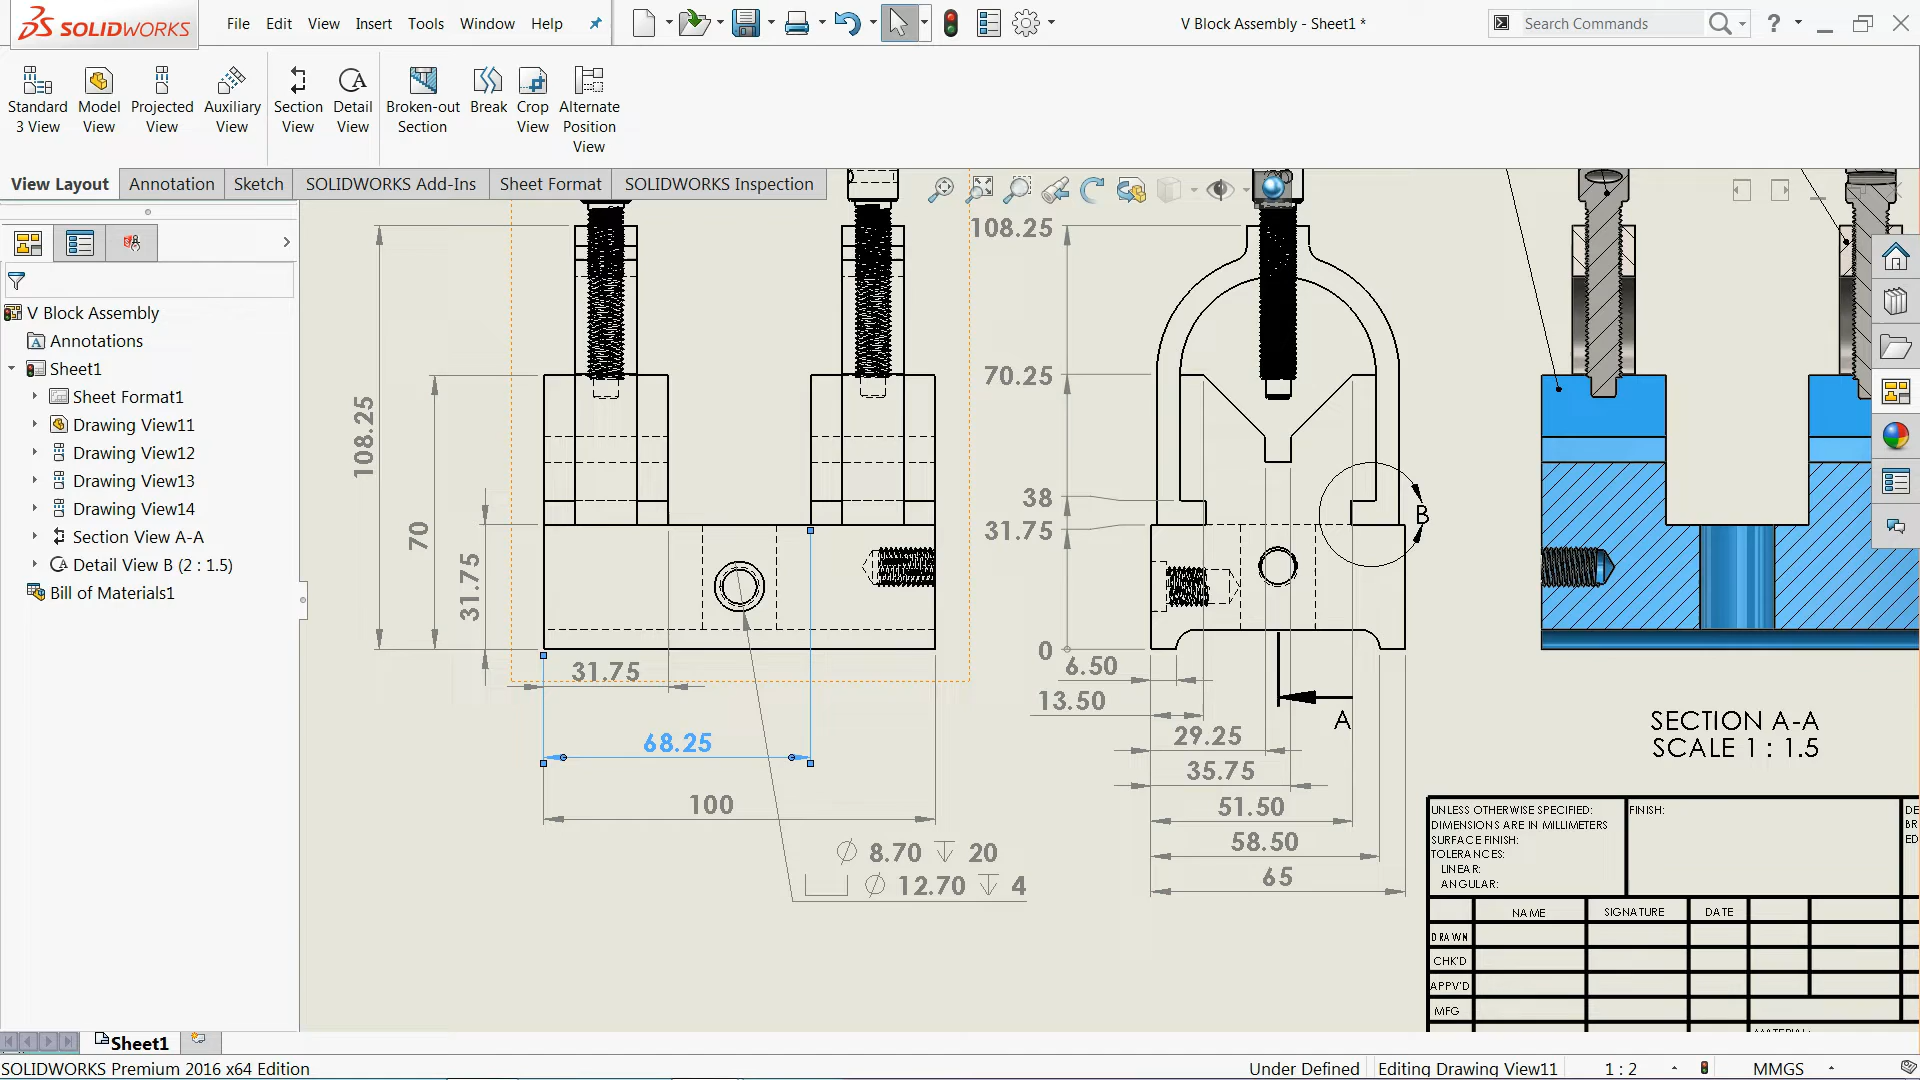 SOLIDWORKS File Edit View Insert Tools Window Help V Block Assembly - Sheet1 * Search Commands ?
Standard 3 View
Model View
Projected View
Auxiliary View
Section View
Detail View
Broken-out Section
Break
Crop View
Alternate Position View
View Layout Annotation Sketch SOLIDWORKS Add-Ins Sheet Format SOLIDWORKS Inspection
V Block Assembly
Annotations
Sheet1
Sheet Format1
Drawing View11
Drawing View12
Drawing View13
Drawing View14
Section View A-A
Detail View B (2 : 1.5)
Bill of Materials1
108.25
70
31.75
31.75
68.25
100
⌀ 8.70 ↧ 20
⌴ ⌀ 12.70 ↧ 4
108.25
70.25
38
31.75
0
6.50
13.50
29.25
35.75
51.50
58.50
65
B
A
SECTION A-A
SCALE 1 : 1.5
UNLESS OTHERWISE SPECIFIED:
DIMENSIONS ARE IN MILLIMETERS
SURFACE FINISH:
TOLERANCES:
LINEAR:
ANGULAR:
FINISH:
DE
BR
ED
NAME SIGNATURE DATE
DRAWN
CHK'D
APPV'D
MFG
Sheet1
SOLIDWORKS Premium 2016 x64 Edition Under Defined Editing Drawing View11 1 : 2 MMGS